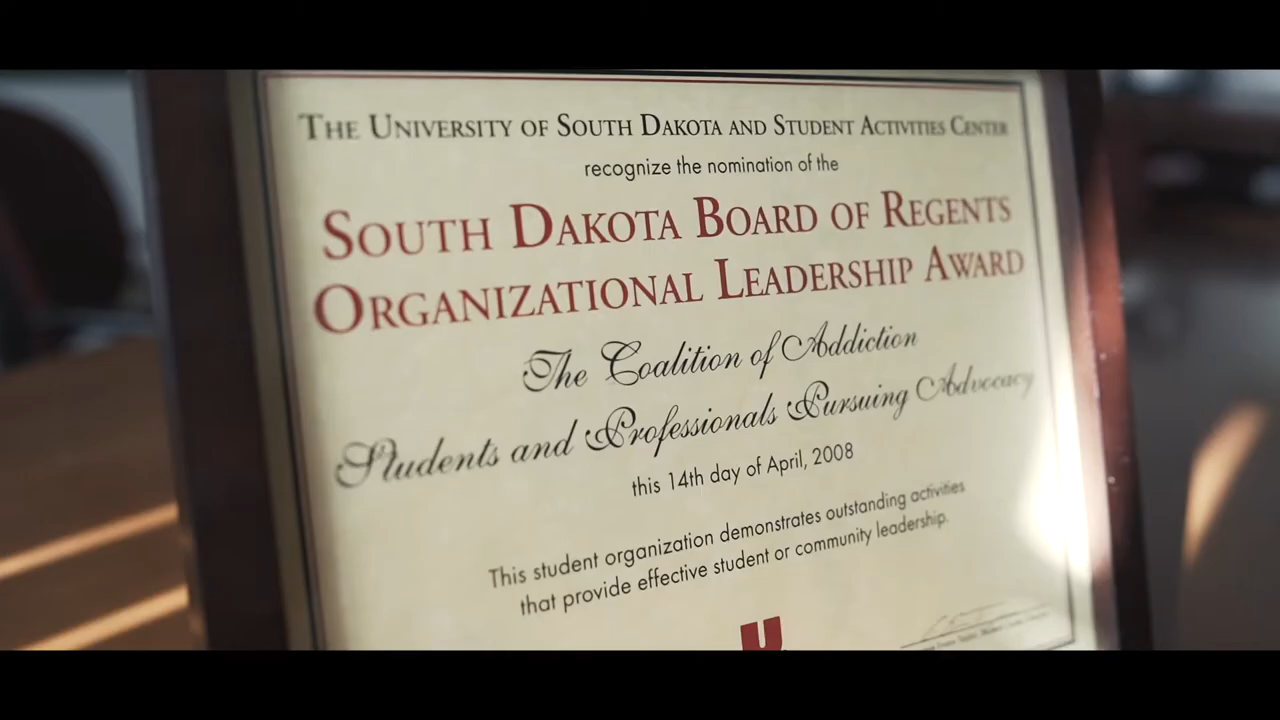 THE UNIVERSITY OF SOUTH DAKOTA AND STUDENT ACTIVITIES CENTER
recognize the nomination of the
SOUTH DAKOTA BOARD OF REGENTS
ORGANIZATIONAL LEADERSHIP AWARD
The Coalition of Addiction
Students and Professionals Pursuing Advocacy
this 14th day of April, 2008
This student organization demonstrates outstanding activities
that provide effective student or community leadership.
U